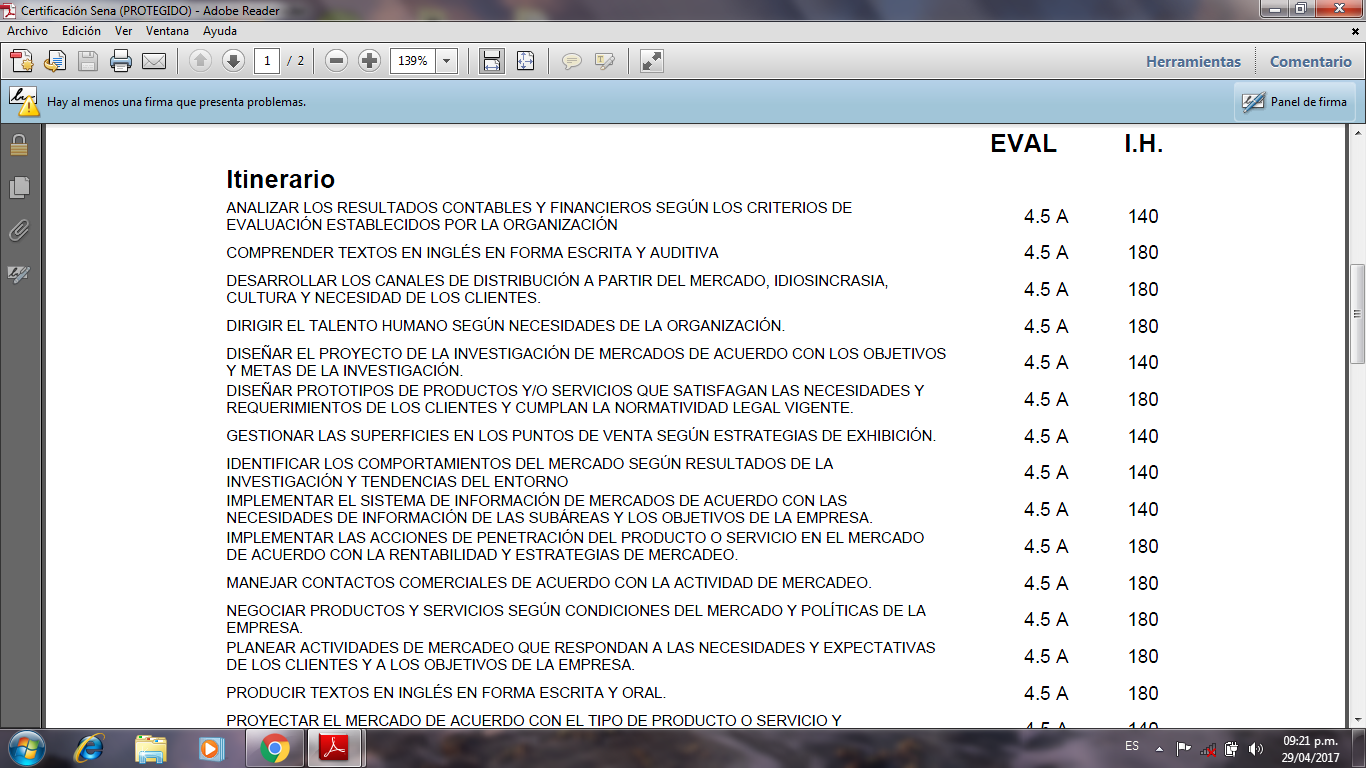 Certificación Sena (PROTEGIDO) - Adobe Reader
Archivo Edición Ver Ventana Ayuda
1 / 2 139% Herramientas Comentario
Hay al menos una firma que presenta problemas. Panel de firma
EVAL I.H.
Itinerario
ANALIZAR LOS RESULTADOS CONTABLES Y FINANCIEROS SEGÚN LOS CRITERIOS DE
EVALUACIÓN ESTABLECIDOS POR LA ORGANIZACIÓN 4.5 A 140
COMPRENDER TEXTOS EN INGLÉS EN FORMA ESCRITA Y AUDITIVA 4.5 A 180
DESARROLLAR LOS CANALES DE DISTRIBUCIÓN A PARTIR DEL MERCADO, IDIOSINCRASIA,
CULTURA Y NECESIDAD DE LOS CLIENTES. 4.5 A 180
DIRIGIR EL TALENTO HUMANO SEGÚN NECESIDADES DE LA ORGANIZACIÓN. 4.5 A 180
DISEÑAR EL PROYECTO DE LA INVESTIGACIÓN DE MERCADOS DE ACUERDO CON LOS OBJETIVOS
Y METAS DE LA INVESTIGACIÓN. 4.5 A 140
DISEÑAR PROTOTIPOS DE PRODUCTOS Y/O SERVICIOS QUE SATISFAGAN LAS NECESIDADES Y
REQUERIMIENTOS DE LOS CLIENTES Y CUMPLAN LA NORMATIVIDAD LEGAL VIGENTE. 4.5 A 180
GESTIONAR LAS SUPERFICIES EN LOS PUNTOS DE VENTA SEGÚN ESTRATEGIAS DE EXHIBICIÓN. 4.5 A 140
IDENTIFICAR LOS COMPORTAMIENTOS DEL MERCADO SEGÚN RESULTADOS DE LA
INVESTIGACIÓN Y TENDENCIAS DEL ENTORNO 4.5 A 140
IMPLEMENTAR EL SISTEMA DE INFORMACIÓN DE MERCADOS DE ACUERDO CON LAS
NECESIDADES DE INFORMACIÓN DE LAS SUBÁREAS Y LOS OBJETIVOS DE LA EMPRESA. 4.5 A 140
IMPLEMENTAR LAS ACCIONES DE PENETRACIÓN DEL PRODUCTO O SERVICIO EN EL MERCADO
DE ACUERDO CON LA RENTABILIDAD Y ESTRATEGIAS DE MERCADEO. 4.5 A 180
MANEJAR CONTACTOS COMERCIALES DE ACUERDO CON LA ACTIVIDAD DE MERCADEO. 4.5 A 180
NEGOCIAR PRODUCTOS Y SERVICIOS SEGÚN CONDICIONES DEL MERCADO Y POLÍTICAS DE LA
EMPRESA. 4.5 A 180
PLANEAR ACTIVIDADES DE MERCADEO QUE RESPONDAN A LAS NECESIDADES Y EXPECTATIVAS
DE LOS CLIENTES Y A LOS OBJETIVOS DE LA EMPRESA. 4.5 A 180
PRODUCIR TEXTOS EN INGLÉS EN FORMA ESCRITA Y ORAL. 4.5 A 180
PROYECTAR EL MERCADO DE ACUERDO CON EL TIPO DE PRODUCTO O SERVICIO Y
4.5 A 140
ES 09:21 p.m.
29/04/2017